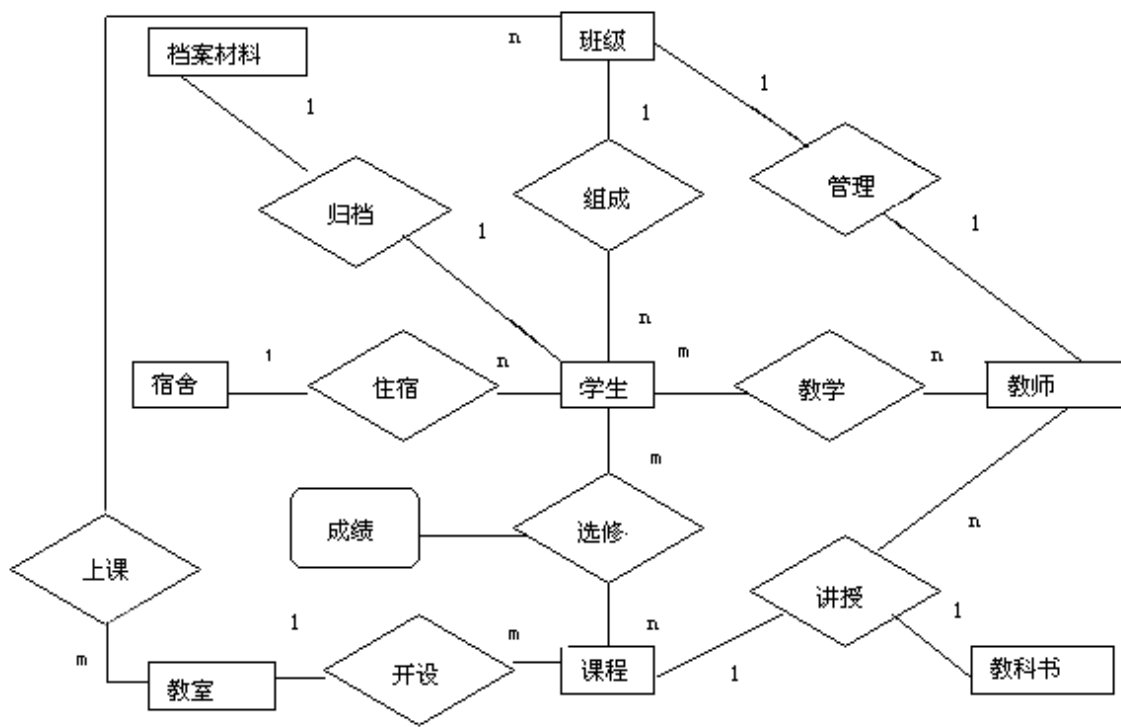 n
班级
档案材料
1
1
1
组成
管理
归档
1
1
n
m
n
1
n
宿舍
住宿
学生
教学
教师
m
成绩
选修
n
上课
讲授
1
1
m
n
m
开设
课程
1
教科书
教室